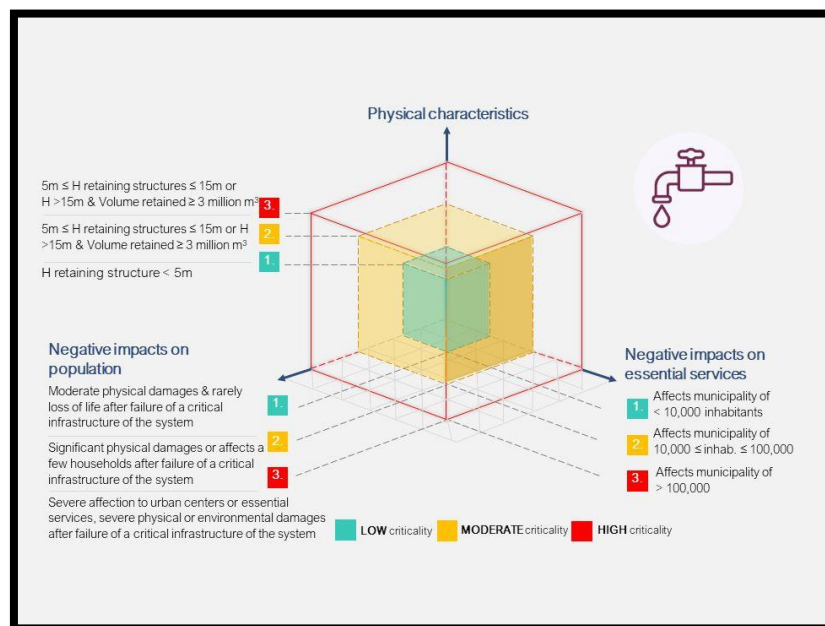 Physical characteristics
5m ≤ H retaining structures ≤ 15m or
H >15m & Volume retained ≥ 3 million m³
3.
5m ≤ H retaining structures ≤ 15m or H
>15m & Volume retained ≥ 3 million m³
2.
1.
H retaining structure < 5m
Negative impacts on
population
Moderate physical damages & rarely
loss of life after failure of a critical
infrastructure of the system
1.
Significant physical damages or affects a
few households after failure of a critical
infrastructure of the system
2.
3.
Severe affection to urban centers or essential
services, severe physical or environmental damages
after failure of a critical infrastructure of the system
Negative impacts on
essential services
1.
Affects municipality of
< 10,000 inhabitants
2.
Affects municipality of
10,000 ≤ inhab. ≤ 100,000
3.
Affects municipality of
> 100,000
LOW criticality
MODERATE criticality
HIGH criticality